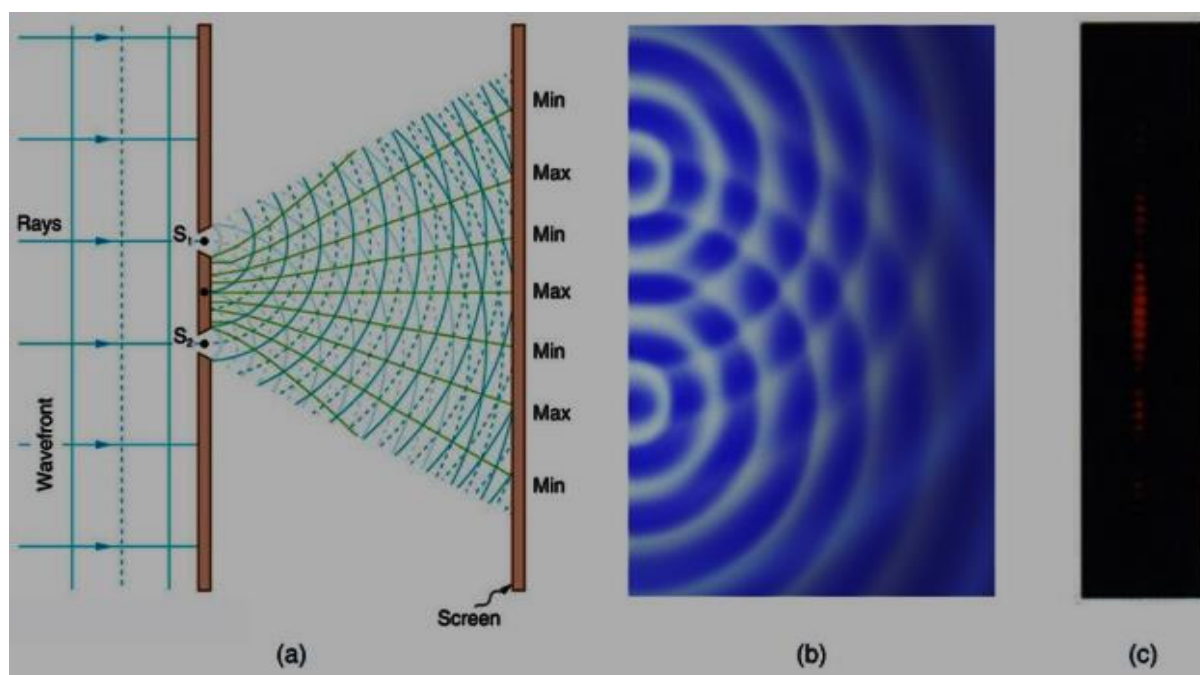 Min
Max
Rays
S1
Min
Max
S2
Min
Max
Wavefront
Min
Screen
(a)
(b)
(c)